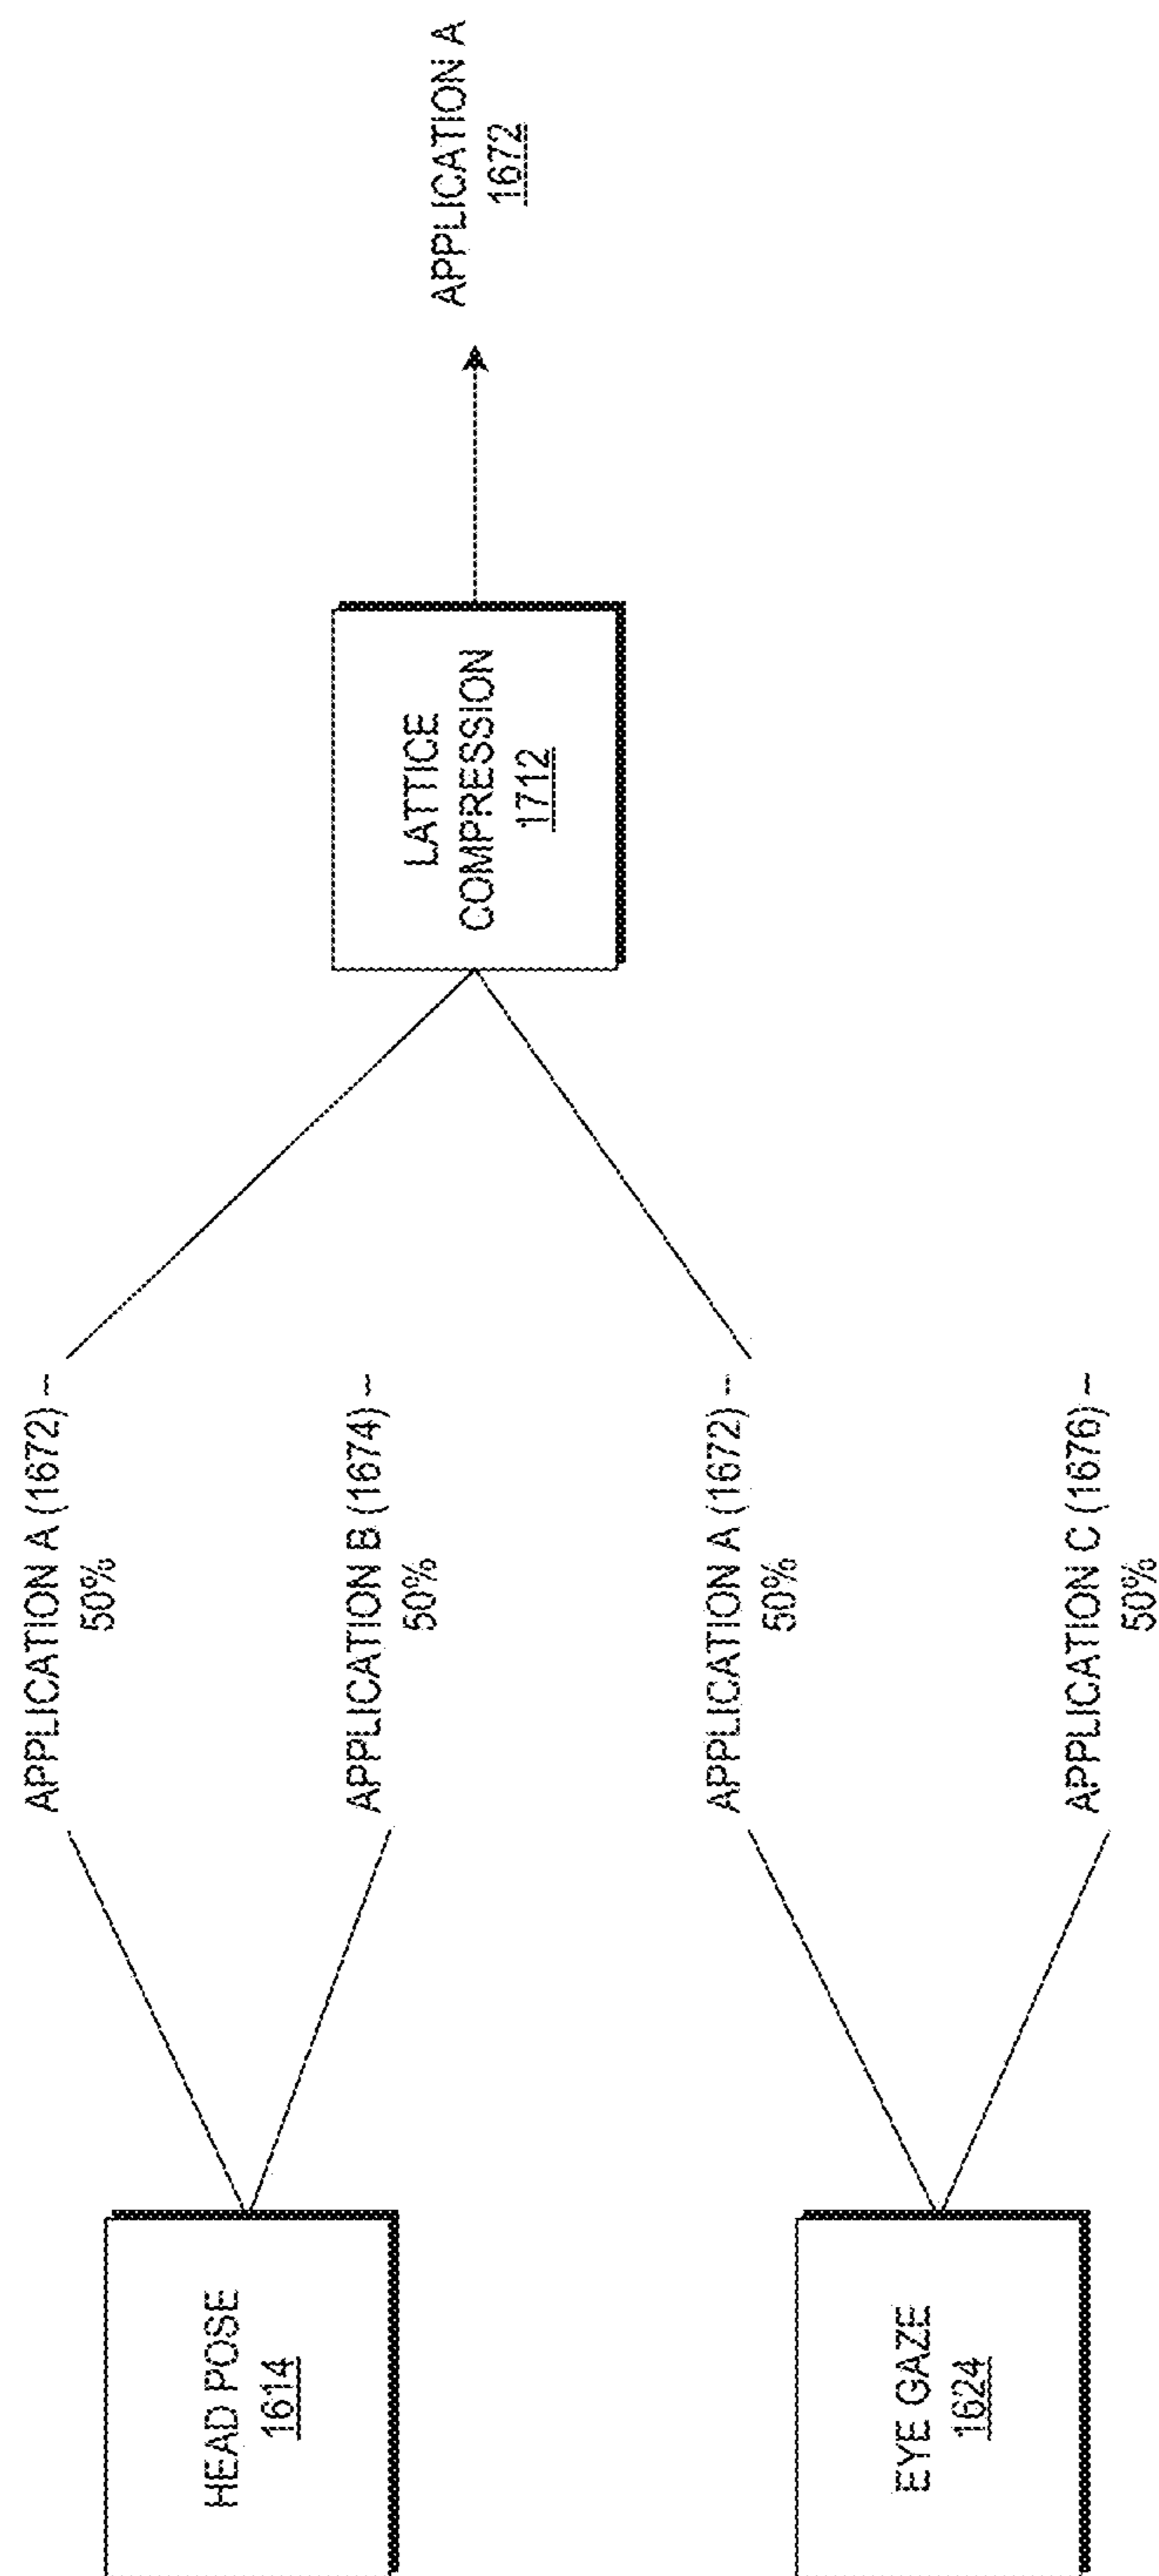 HEAD POSE
1614
EYE GAZE
1624
APPLICATION A (1672) --
50%
APPLICATION B (1674) --
50%
APPLICATION A (1672) --
50%
APPLICATION C (1676) --
50%
LATTICE
COMPRESSION
1712
APPLICATION A
1672